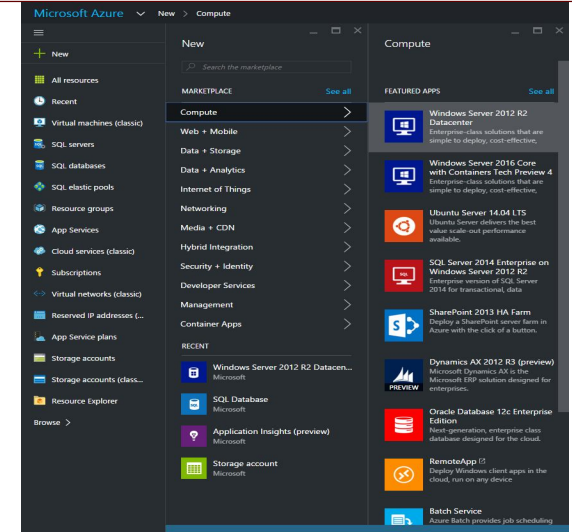 Microsoft Azure New > Compute
New
All resources
Recent
Virtual machines (classic)
SQL servers
SQL databases
SQL elastic pools
Resource groups
App Services
Cloud services (classic)
Subscriptions
Virtual networks (classic)
Reserved IP addresses (...
App Service plans
Storage accounts
Storage accounts (class...
Resource Explorer
Browse >
New
Search the marketplace
MARKETPLACE See all
Compute
Web + Mobile
Data + Storage
Data + Analytics
Internet of Things
Networking
Media + CDN
Hybrid Integration
Security + Identity
Developer Services
Management
Container Apps
RECENT
Windows Server 2012 R2 Datacen...
Microsoft
SQL Database
Microsoft
Application Insights (preview)
Microsoft
Storage account
Microsoft
Compute
FEATURED APPS See all
Windows Server 2012 R2
Datacenter
Enterprise-class solutions that are
simple to deploy, cost-effective,
Windows Server 2016 Core
with Containers Tech Preview 4
Enterprise-class solutions that are
simple to deploy, cost-effective,
Ubuntu Server 14.04 LTS
Ubuntu Server delivers the best
value scale-out performance
available.
SQL
SQL Server 2014 Enterprise on
Windows Server 2012 R2
Enterprise version of SQL Server
2014 for transactional, data
S
SharePoint 2013 HA Farm
Deploy a SharePoint server farm in
Azure with the click of a button.
PREVIEW
Dynamics AX 2012 R3 (preview)
Microsoft Dynamics AX is the
Microsoft ERP solution designed for
enterprises.
Oracle Database 12c Enterprise
Edition
Next-generation, enterprise class
database designed for the cloud.
RemoteApp
Deploy Windows client apps in the
cloud, run on any device
Batch Service
Azure Batch provides job scheduling